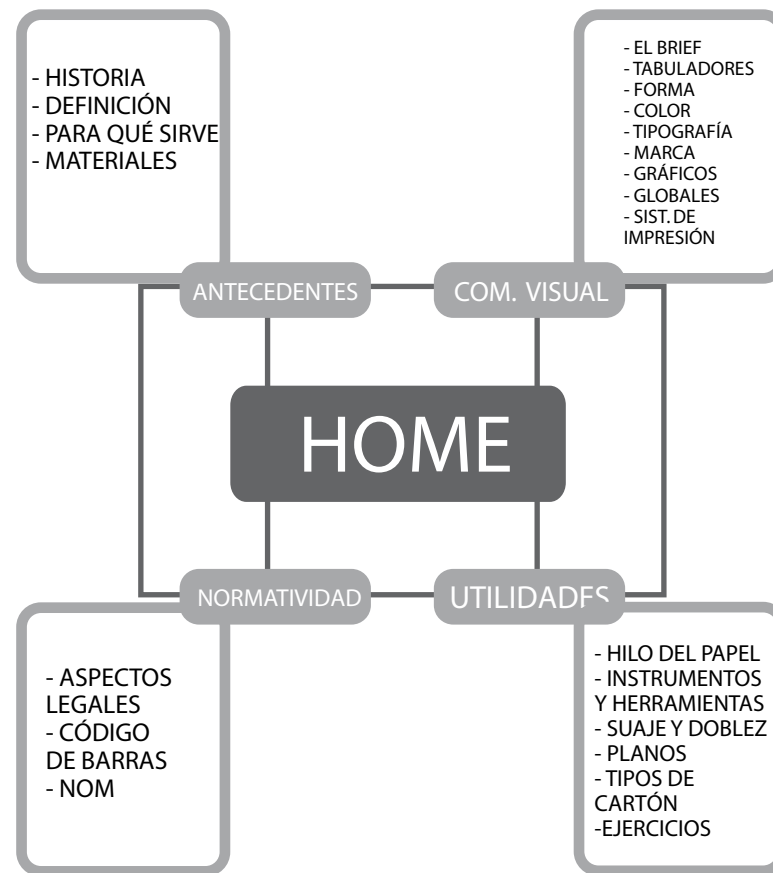 - HISTORIA
- DEFINICIÓN
- PARA QUÉ SIRVE
- MATERIALES
- EL BRIEF
- TABULADORES
- FORMA
- COLOR
- TIPOGRAFÍA
- MARCA
- GRÁFICOS
- GLOBALES
- SIST. DE
IMPRESIÓN
ANTECEDENTES
COM. VISUAL
HOME
NORMATIVIDAD
UTILIDADES
- ASPECTOS
LEGALES
- CÓDIGO
DE BARRAS
- NOM
- HILO DEL PAPEL
- INSTRUMENTOS
Y HERRAMIENTAS
- SUAJE Y DOBLEZ
- PLANOS
- TIPOS DE
CARTÓN
-EJERCICIOS